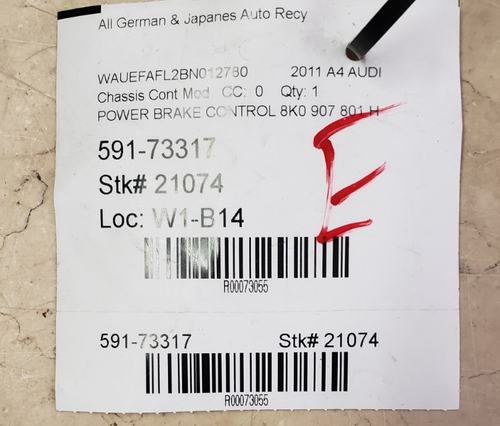 All German & Japanes Auto Recy
WAUEFAFL2BN012780 2011 A4 AUDI
Chassis Cont Mod CC: 0 Qty: 1
POWER BRAKE CONTROL 8K0 907 801 H
E
591-73317
Stk# 21074
Loc: W1-B14
R00073055
591-73317 Stk# 21074
R00073055